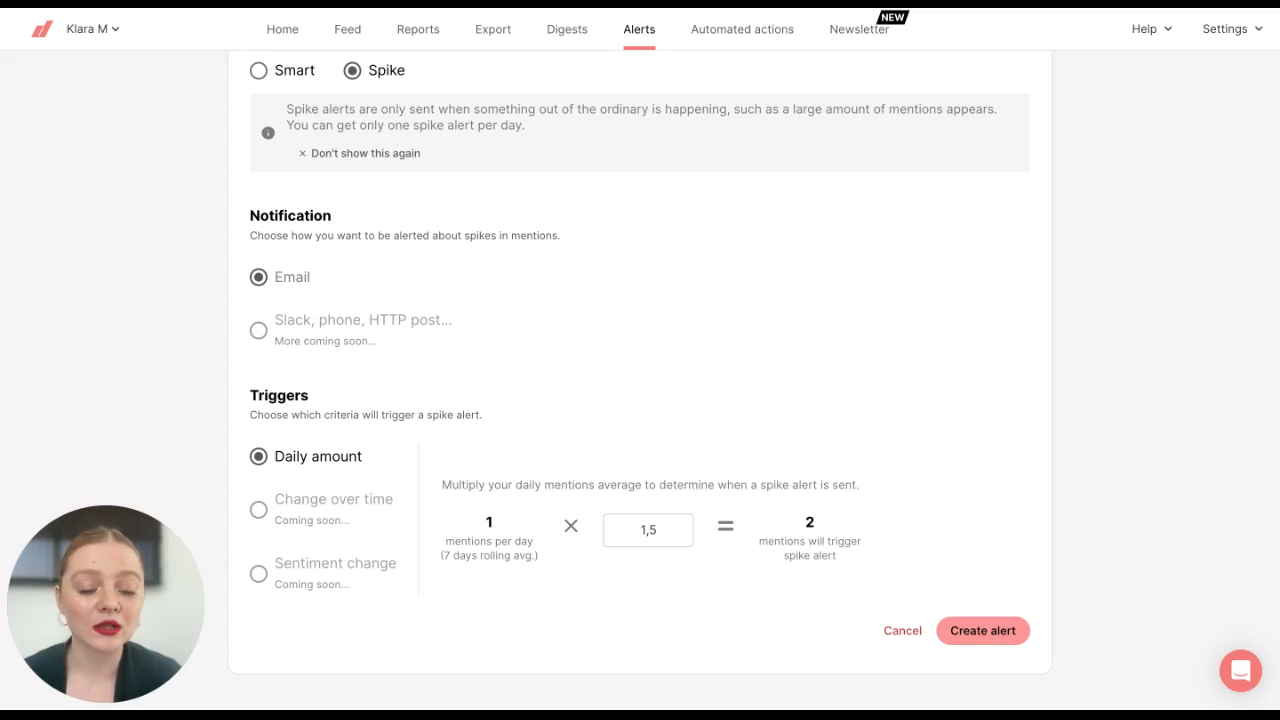 Klara M
Home
Feed
Reports
Export
Digests
Alerts
Automated actions
Newsletter
NEW
Help
Settings
Smart
Spike
Spike alerts are only sent when something out of the ordinary is happening, such as a large amount of mentions appears.
You can get only one spike alert per day.
× Don't show this again
Notification
Choose how you want to be alerted about spikes in mentions.
Email
Slack, phone, HTTP post...
More coming soon...
Triggers
Choose which criteria will trigger a spike alert.
Daily amount
Change over time
Coming soon...
Sentiment change
Coming soon...
Multiply your daily mentions average to determine when a spike alert is sent.
1 × 1,5 = 2
mentions per day
(7 days rolling avg.)
mentions will trigger
spike alert
Cancel
Create alert